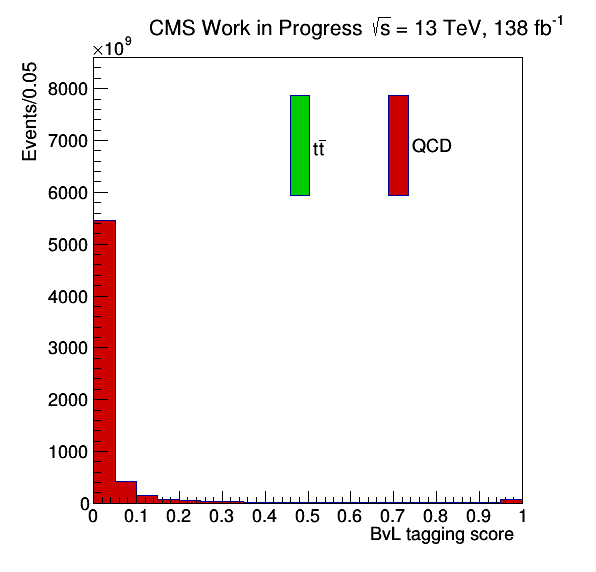 CMS Work in Progress √s = 13 TeV, 138 fb⁻¹
×10⁹
Events/0.05
8000
7000
6000
5000
4000
3000
2000
1000
0
tt̅
QCD
0 0.1 0.2 0.3 0.4 0.5 0.6 0.7 0.8 0.9 1
BvL tagging score